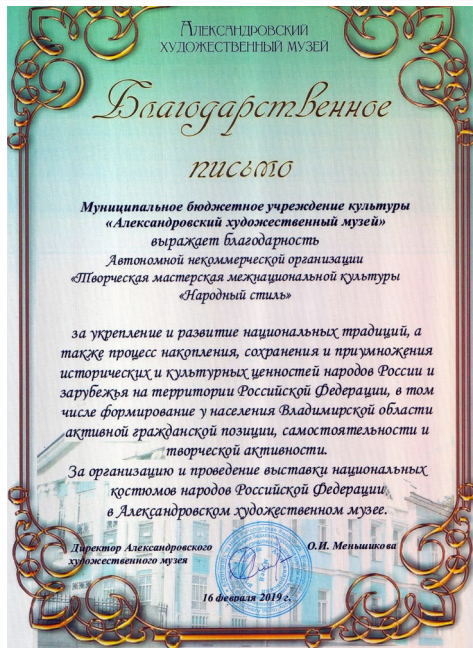 Александровский
художественный музей
Благодарственное
письмо
Муниципальное бюджетное учреждение культуры
«Александровский художественный музей»
выражает благодарность
Автономной некоммерческой организации
«Творческая мастерская межнациональной культуры
«Народный стиль»
за укрепление и развитие национальных традиций, а
также процесс накопления, сохранения и приумножения
исторических и культурных ценностей народов России и
зарубежья на территории Российской Федерации, в том
числе формирование у населения Владимирской области
активной гражданской позиции, самостоятельности и
творческой активности.
За организацию и проведение выставки национальных
костюмов народов Российской Федерации
в Александровском художественном музее.
Директор Александровского О.И. Меньшикова
художественного музея
16 февраля 2019 г.